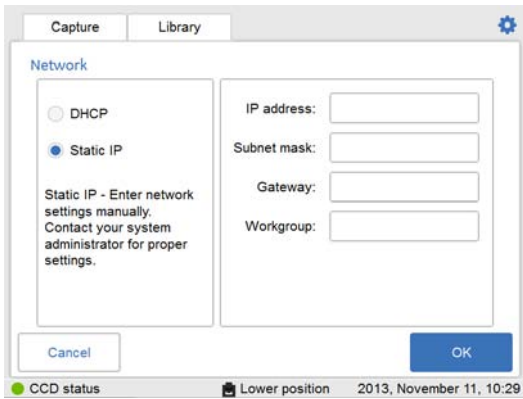 Capture Library
Network
DHCP
Static IP
Static IP - Enter network
settings manually.
Contact your system
administrator for proper
settings.
IP address:
Subnet mask:
Gateway:
Workgroup:
Cancel
OK
CCD status
Lower position
2013, November 11, 10:29